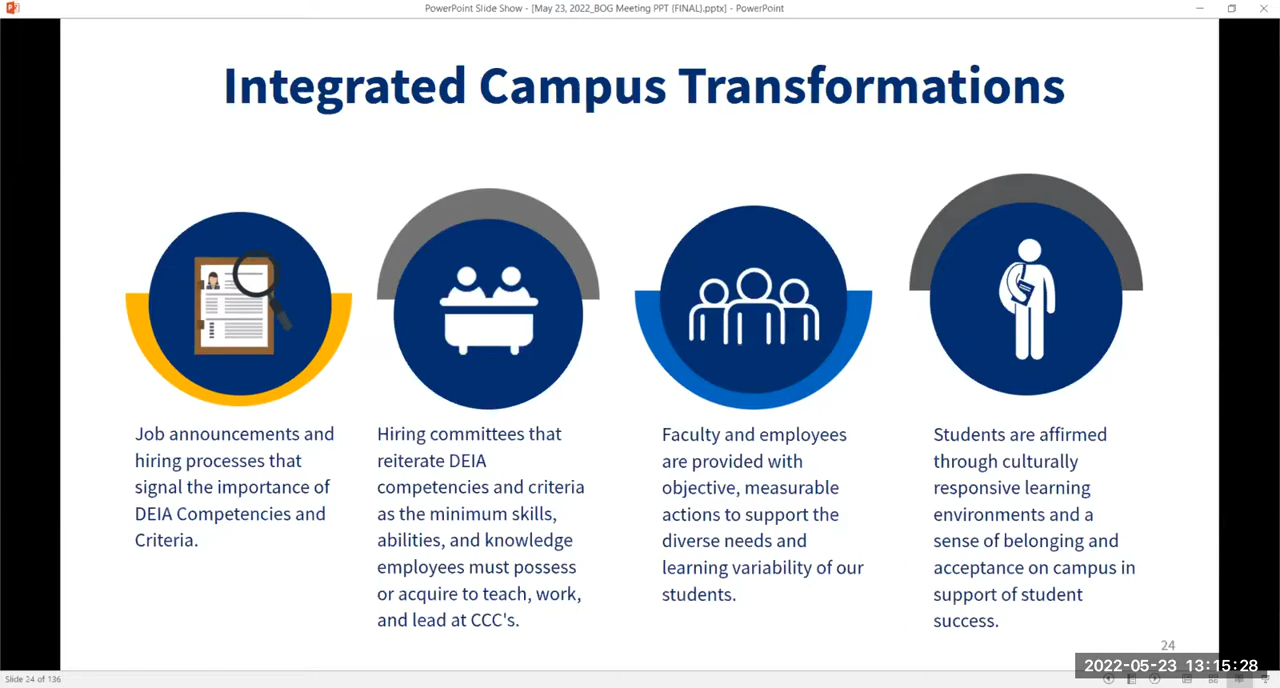 PowerPoint Slide Show - [May 23, 2022_BOG Meeting PPT (FINAL).pptx] - PowerPoint
Integrated Campus Transformations
Job announcements and
hiring processes that
signal the importance of
DEIA Competencies and
Criteria.
Hiring committees that
reiterate DEIA
competencies and criteria
as the minimum skills,
abilities, and knowledge
employees must possess
or acquire to teach, work,
and lead at CCC's.
Faculty and employees
are provided with
objective, measurable
actions to support the
diverse needs and
learning variability of our
students.
Students are affirmed
through culturally
responsive learning
environments and a
sense of belonging and
acceptance on campus in
support of student
success.
24
2022-05-23 13:15:28
Slide 24 of 136